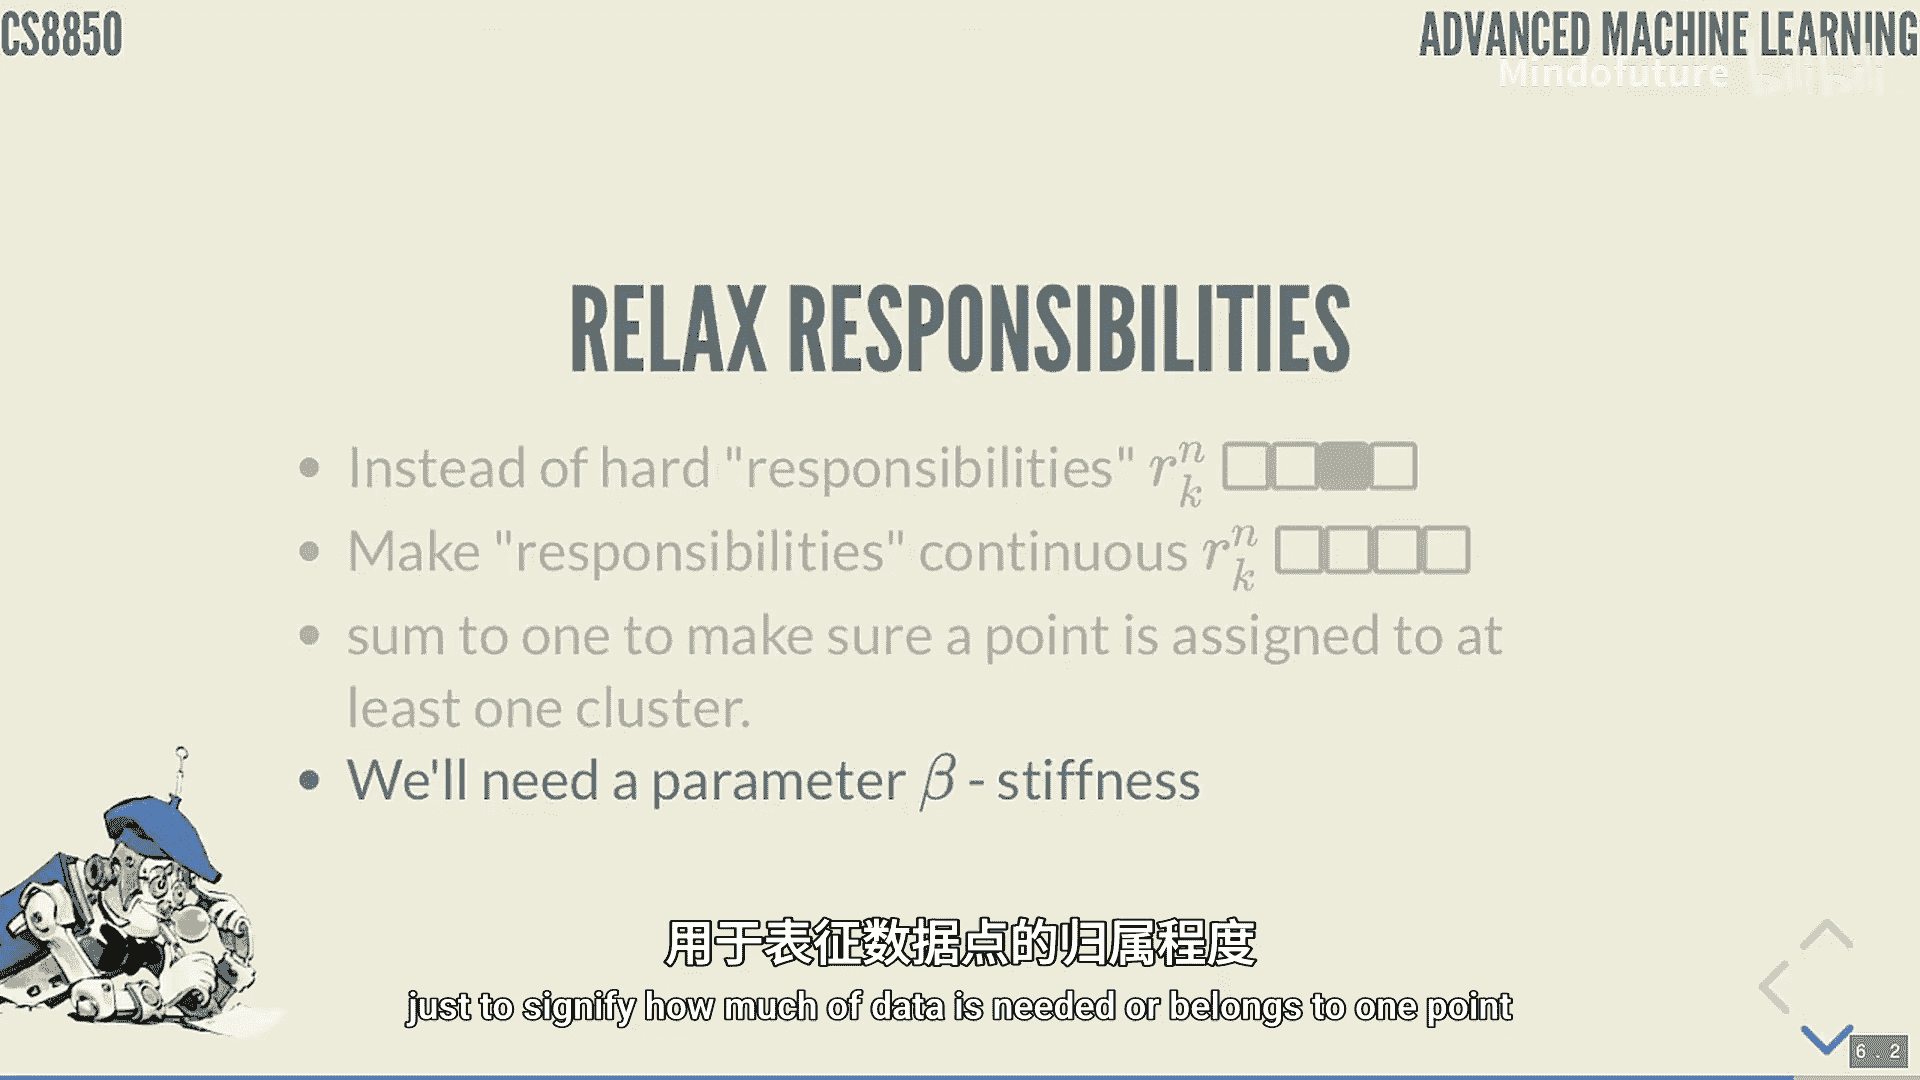 CS8850
ADVANCED MACHINE LEARNING
Mindofuture
RELAX RESPONSIBILITIES
• Instead of hard "responsibilities" r_k^n
• Make "responsibilities" continuous r_k^n
• sum to one to make sure a point is assigned to at
least one cluster.
• We'll need a parameter β - stiffness
用于表征数据点的归属程度
just to signify how much of data is needed or belongs to one point
6 . 2